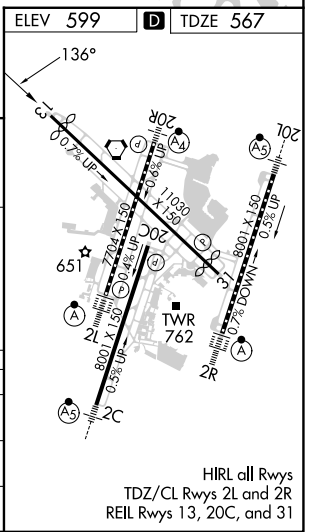 ELEV 599
D
TDZE 567
136°
13
0.7% UP
20R
A4
P
0.6% UP
20L
A5
11030 X 150
7704 X 150
20C
0.4% UP
P
P
8001 X 150
0.5% UP
651
P
31
A
2L
TWR
762
0.7% DOWN
A
2R
8001 X 150
0.5% UP
A5
2C
HIRL all Rwys
TDZ/CL Rwys 2L and 2R
REIL Rwys 13, 20C, and 31